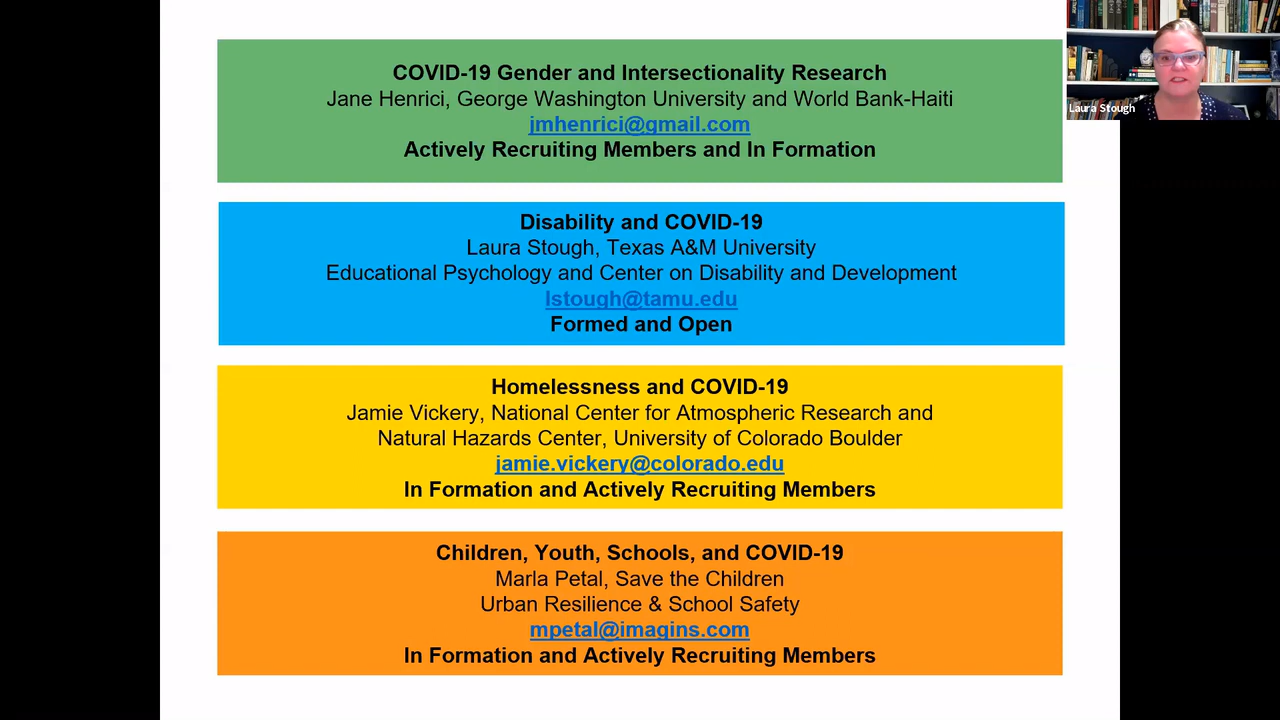 COVID-19 Gender and Intersectionality Research
Jane Henrici, George Washington University and World Bank-Haiti
jmhenrici@gmail.com
Actively Recruiting Members and In Formation
Laura Stough
Disability and COVID-19
Laura Stough, Texas A&M University
Educational Psychology and Center on Disability and Development
lstough@tamu.edu
Formed and Open
Homelessness and COVID-19
Jamie Vickery, National Center for Atmospheric Research and
Natural Hazards Center, University of Colorado Boulder
jamie.vickery@colorado.edu
In Formation and Actively Recruiting Members
Children, Youth, Schools, and COVID-19
Marla Petal, Save the Children
Urban Resilience & School Safety
mpetal@imagins.com
In Formation and Actively Recruiting Members